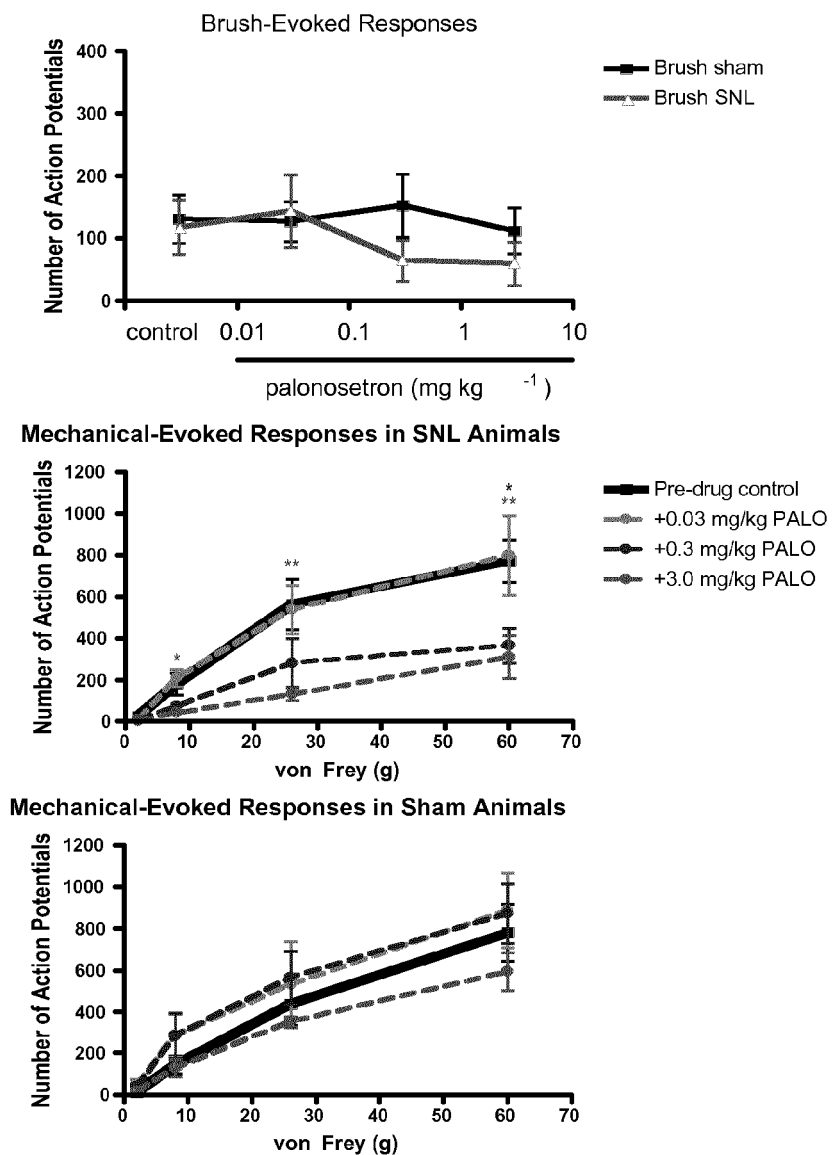 Brush-Evoked Responses
Number of Action Potentials
400
300
200
100
0
control 0.01 0.1 1 10
palonosetron (mg kg -1 )
Brush sham
Brush SNL
Mechanical-Evoked Responses in SNL Animals
Number of Action Potentials
1200
1000
800
600
400
200
0
* ** * **
0 10 20 30 40 50 60 70
von Frey (g)
Pre-drug control
+0.03 mg/kg PALO
+0.3 mg/kg PALO
+3.0 mg/kg PALO
Mechanical-Evoked Responses in Sham Animals
Number of Action Potentials
1200
1000
800
600
400
200
0
0 10 20 30 40 50 60 70
von Frey (g)